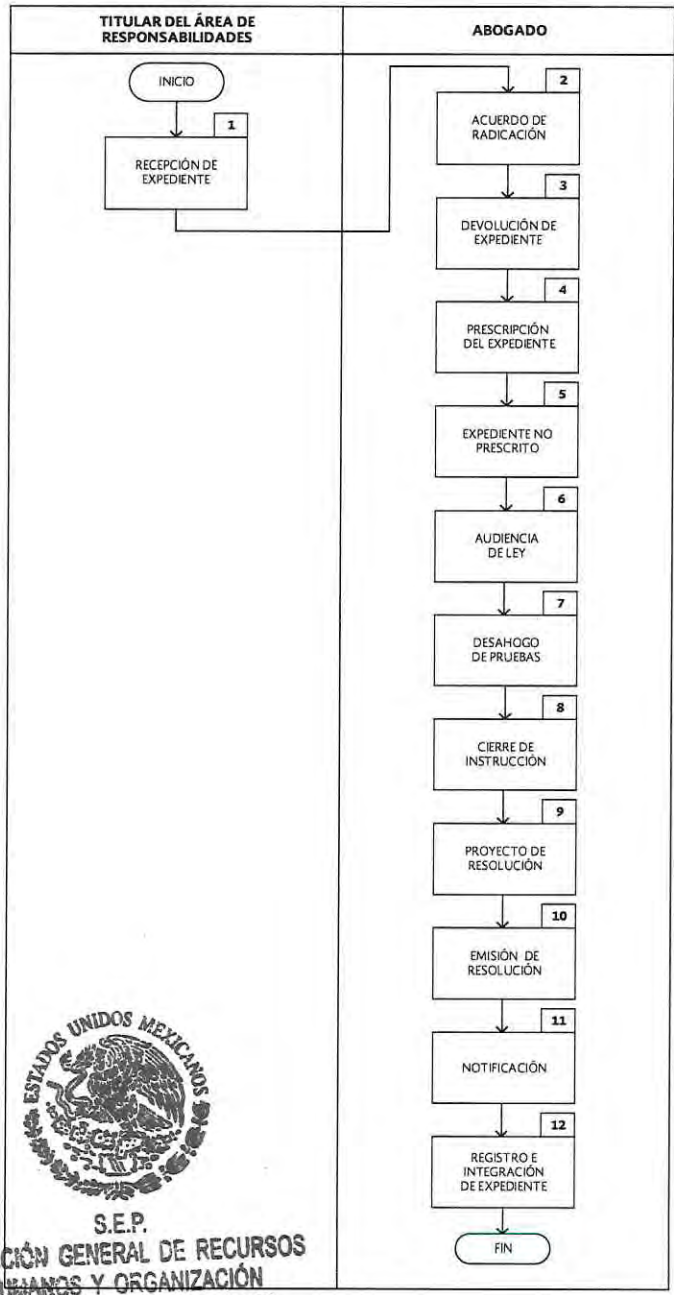 TITULAR DEL ÁREA DE
RESPONSABILIDADES
ABOGADO
INICIO
1
RECEPCIÓN DE
EXPEDIENTE
2
ACUERDO DE
RADICACIÓN
3
DEVOLUCIÓN DE
EXPEDIENTE
4
PRESCRIPCIÓN
DEL EXPEDIENTE
5
EXPEDIENTE NO
PRESCRITO
6
AUDIENCIA
DE LEY
7
DESAHOGO
DE PRUEBAS
8
CIERRE DE
INSTRUCCIÓN
9
PROYECTO DE
RESOLUCIÓN
10
EMISIÓN DE
RESOLUCIÓN
11
NOTIFICACIÓN
12
REGISTRO E
INTEGRACIÓN
DE EXPEDIENTE
FIN
ESTADOS UNIDOS MEXICANOS
S.E.P.
CIÓN GENERAL DE RECURSOS
UMANOS Y ORGANIZACIÓN